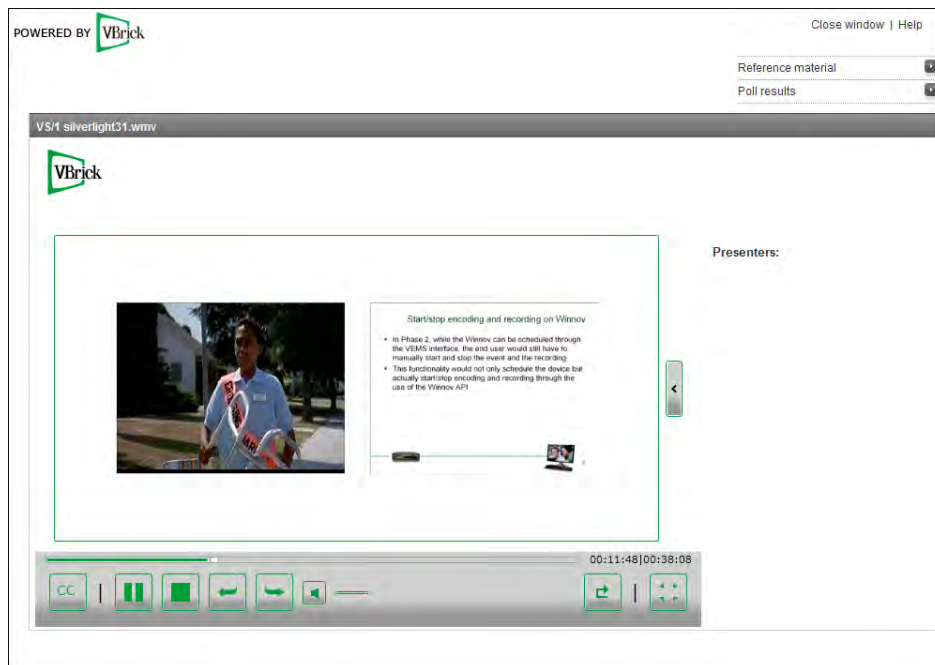 POWERED BY VBrick
Close window | Help
Reference material
Poll results
VS/1 silverlight31.wmv
VBrick
Presenters:
Start/stop encoding and recording on Winnov
• In Phase 2, while the Winnov can be scheduled through
the VEMS interface, the end user would still have to
manually start and stop the event and the recording
• This functionality would not only schedule the device but
actually start/stop encoding and recording through the
use of the Winnov API
00:11:48|00:38:08
CC